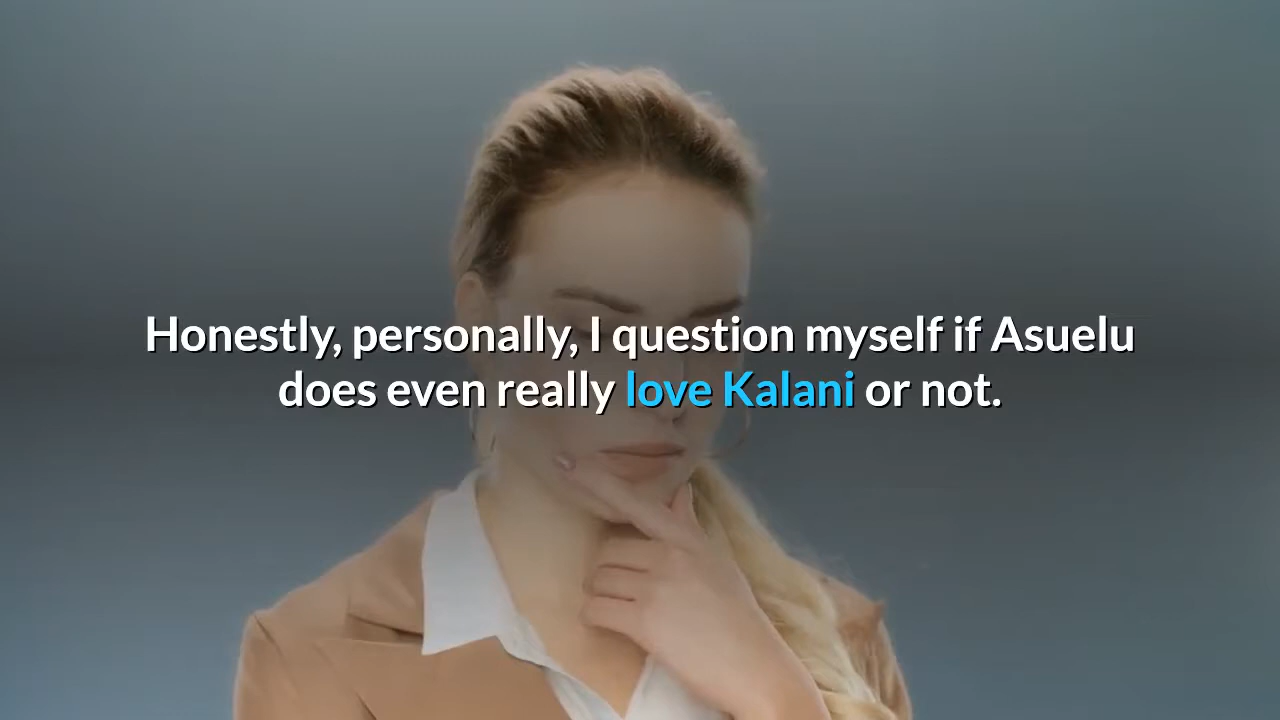 Honestly, personally, I question myself if Asuelu
does even really love Kalani or not.